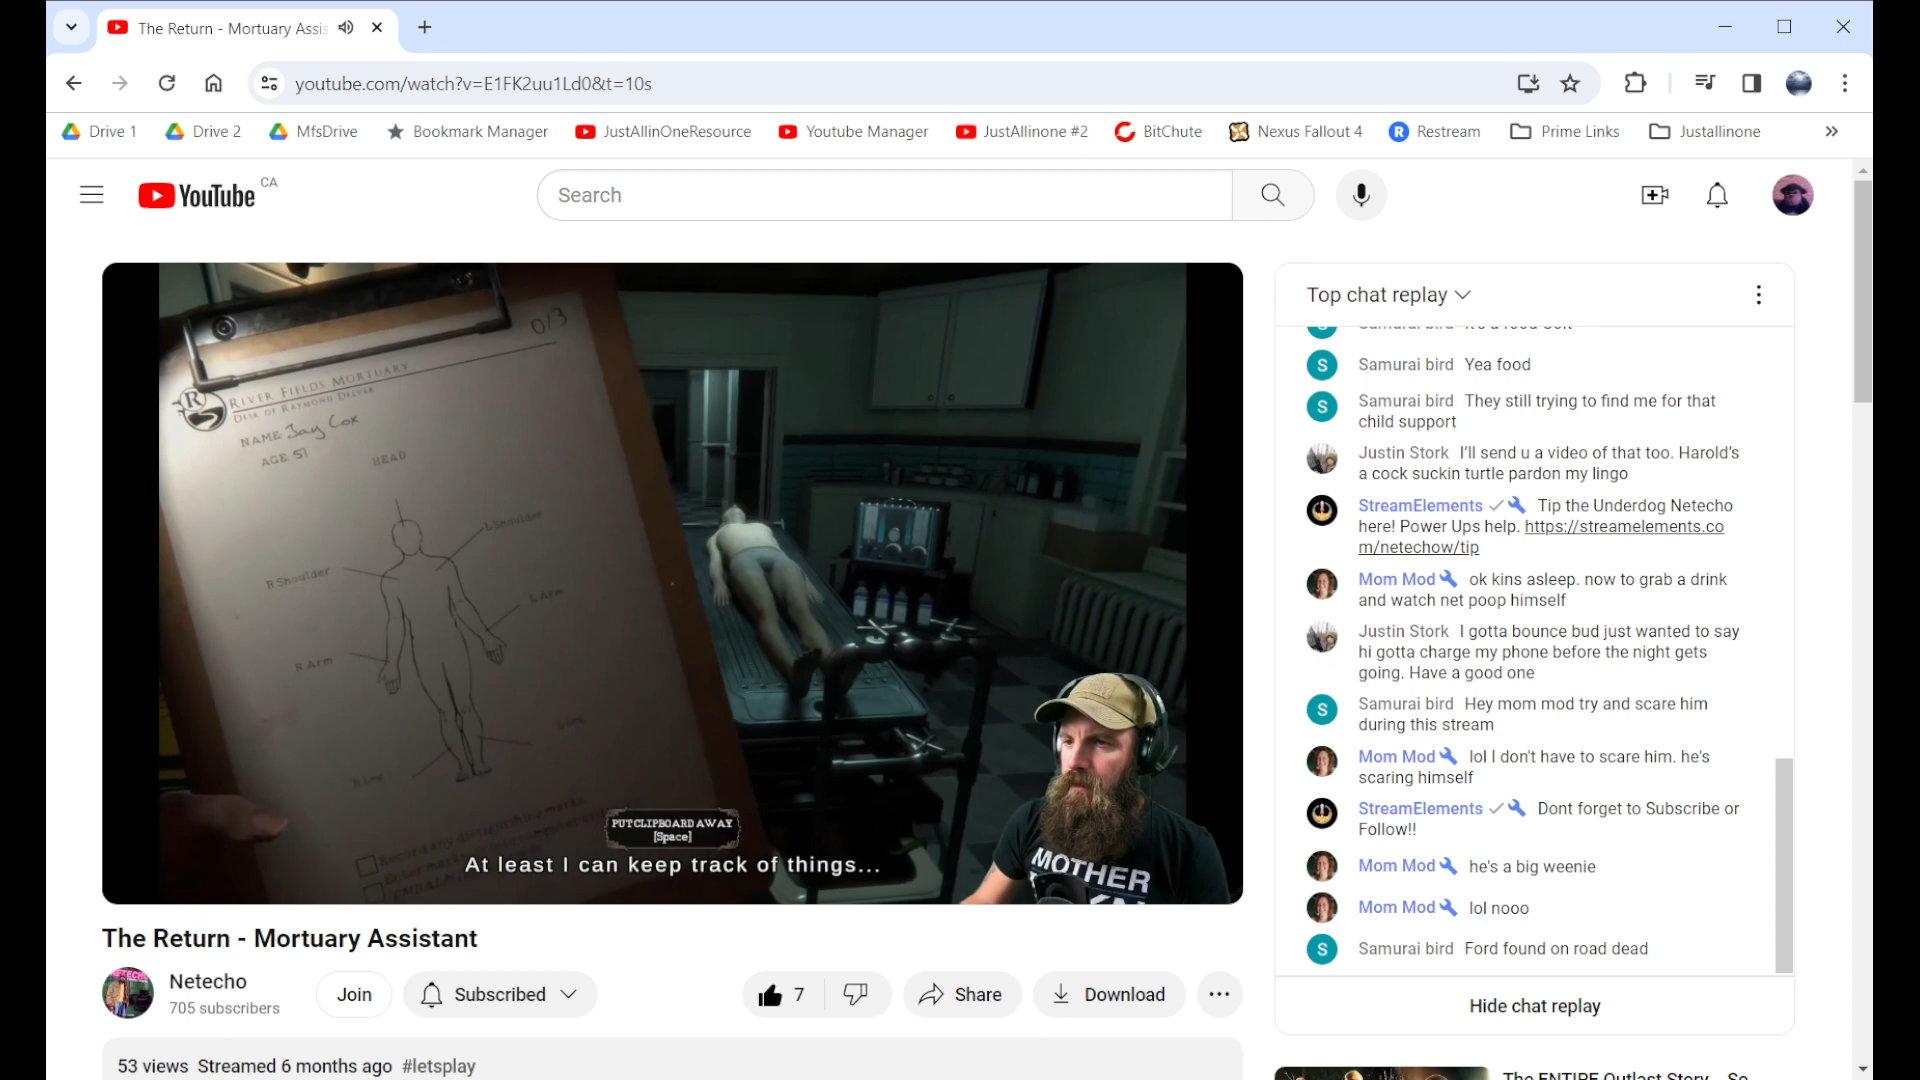 The Return - Mortuary Assis
youtube.com/watch?v=E1FK2uu1Ld0&t=10s
Drive 1
Drive 2
MfsDrive
Bookmark Manager
JustAllinOneResource
Youtube Manager
JustAllinone #2
BitChute
Nexus Fallout 4
Restream
Prime Links
Justallinone
YouTube CA
Search
0/3
RIVER FIELDS MORTUARY
DESK OF RAYMOND DELVER
NAME Jay Cox
AGE 51
HEAD
L Shoulder
R Shoulder
L Arm
R Arm
L Leg
R Leg
PUT CLIPBOARD AWAY
[Space]
At least I can keep track of things...
MOTHER
Top chat replay
Samurai bird Yea food
Samurai bird They still trying to find me for that
child support
Justin Stork I'll send u a video of that too. Harold's
a cock suckin turtle pardon my lingo
StreamElements Tip the Underdog Netecho
here! Power Ups help. https://streamelements.co
m/netechow/tip
Mom Mod ok kins asleep. now to grab a drink
and watch net poop himself
Justin Stork I gotta bounce bud just wanted to say
hi gotta charge my phone before the night gets
going. Have a good one
Samurai bird Hey mom mod try and scare him
during this stream
Mom Mod lol I don't have to scare him. he's
scaring himself
StreamElements Dont forget to Subscribe or
Follow!!
Mom Mod he's a big weenie
Mom Mod lol nooo
Samurai bird Ford found on road dead
Hide chat replay
The Return - Mortuary Assistant
Netecho
705 subscribers
Join
Subscribed
7
Share
Download
53 views Streamed 6 months ago #letsplay
The ENTIRE Outlast Story